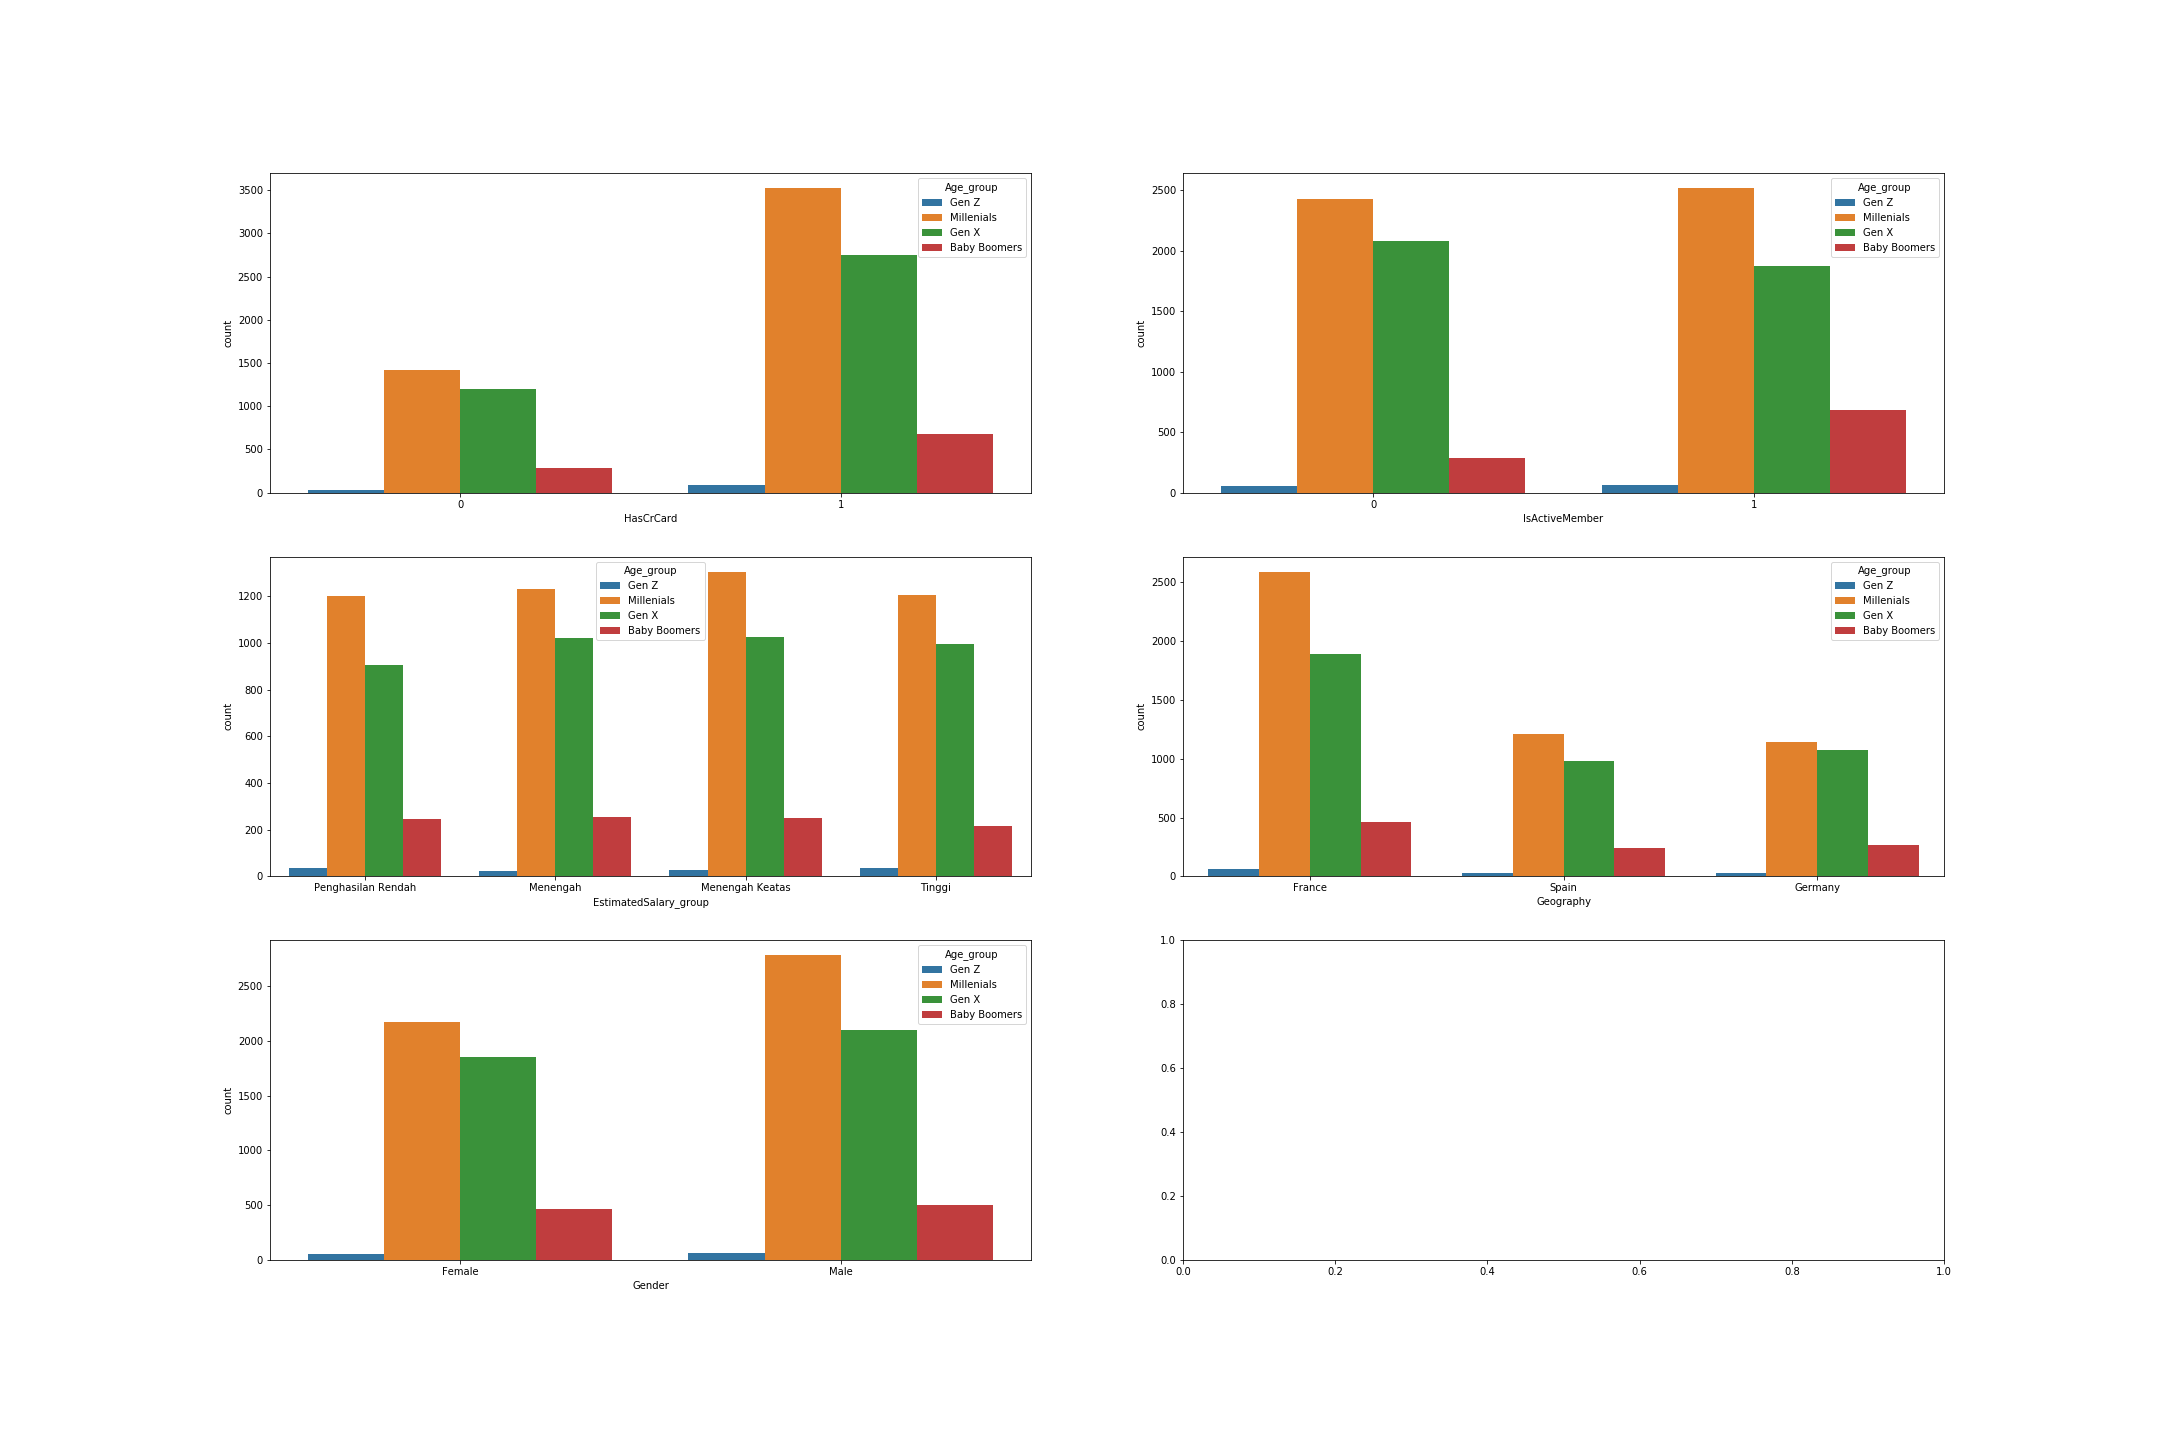 3500
3000
2500
2000
1500
1000
500
0
count
0 1
HasCrCard
Age_group
Gen Z
Millenials
Gen X
Baby Boomers
2500
2000
1500
1000
500
0
count
0 1
IsActiveMember
Age_group
Gen Z
Millenials
Gen X
Baby Boomers
1200
1000
800
600
400
200
0
count
Penghasilan Rendah Menengah Menengah Keatas Tinggi
EstimatedSalary_group
Age_group
Gen Z
Millenials
Gen X
Baby Boomers
2500
2000
1500
1000
500
0
count
France Spain Germany
Geography
Age_group
Gen Z
Millenials
Gen X
Baby Boomers
2500
2000
1500
1000
500
0
count
Female Male
Gender
Age_group
Gen Z
Millenials
Gen X
Baby Boomers
1.0
0.8
0.6
0.4
0.2
0.0
0.0 0.2 0.4 0.6 0.8 1.0